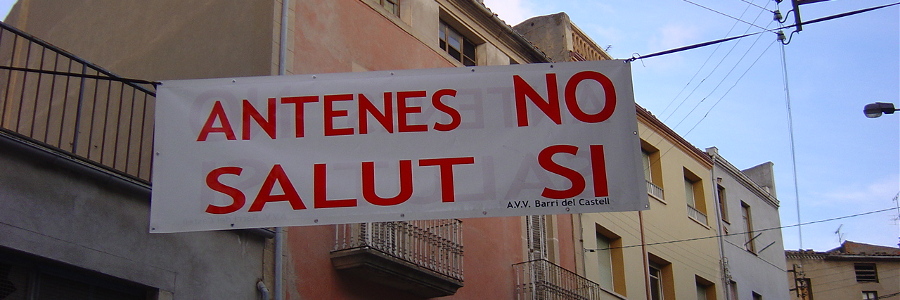 ANTENES NO
SALUT SI
A.V.V. Barri del Castell